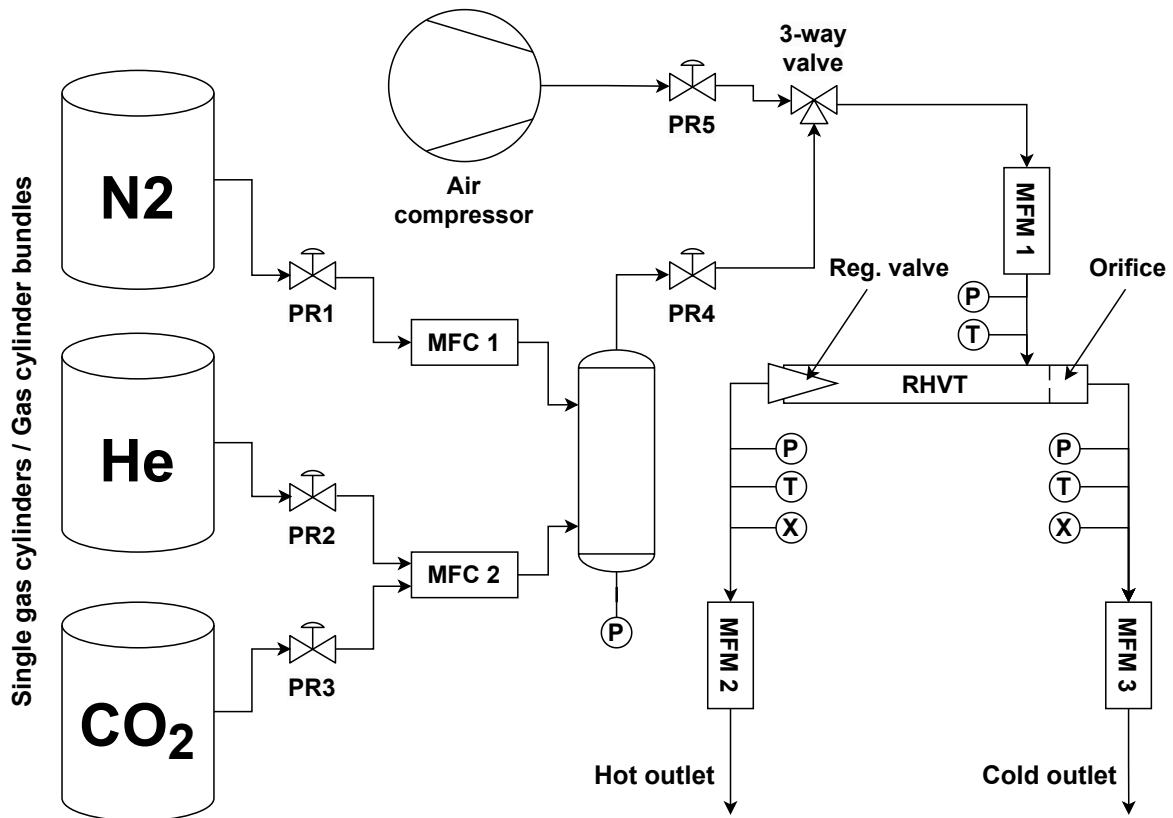 Single gas cylinders / Gas cylinder bundles
N2
He
CO₂
PR1
PR2
PR3
MFC 1
MFC 2
P
Air
compressor
PR5
PR4
3-way
valve
MFM 1
P
T
Reg. valve
Orifice
RHVT
P
T
X
P
T
X
MFM 2
MFM 3
Hot outlet
Cold outlet